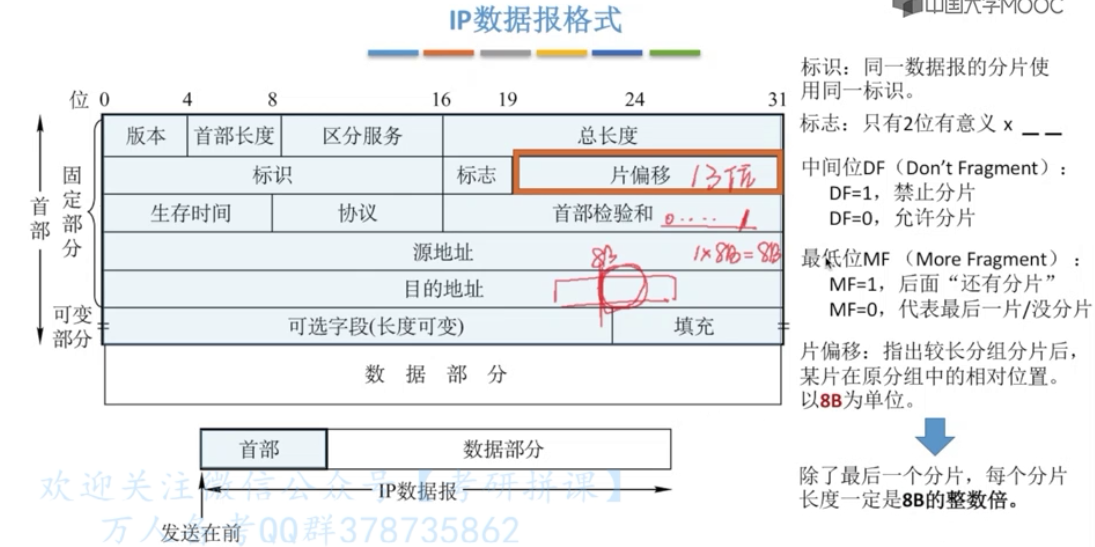 中国大学MOOC
IP数据报格式
位 0 4 8 16 19 24 31
版本 首部长度 区分服务 总长度
标识 标志 片偏移 13位
生存时间 协议 首部检验和 0·····1
源地址 8B 1×8B=8B
目的地址
可选字段(长度可变) 填充
数据部分
首部
固定部分
可变部分
首部 数据部分
IP数据报
发送在前
欢迎关注微信公众号【考研拼课】
QQ群378735862
标识：同一数据报的分片使
用同一标识。
标志：只有2位有意义 x _ _
中间位DF（Don't Fragment）：
DF=1，禁止分片
DF=0，允许分片
最低位MF （More Fragment）：
MF=1，后面“还有分片”
MF=0，代表最后一片/没分片
片偏移：指出较长分组分片后，
某片在原分组中的相对位置。
以8B为单位。
除了最后一个分片，每个分片
长度一定是8B的整数倍。